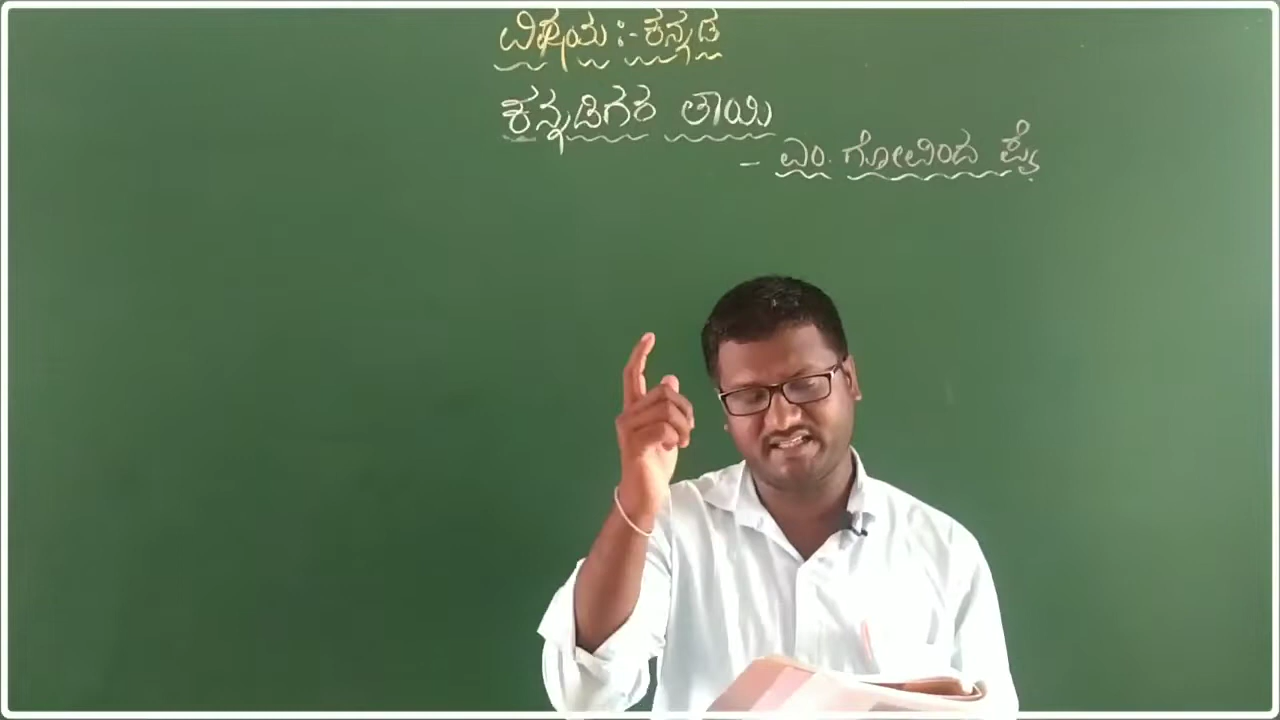 ವಿಷಯ :- ಕನ್ನಡ
ಕನ್ನಡಿಗರ ತಾಯಿ
- ಎಂ. ಗೋವಿಂದ ಪೈ